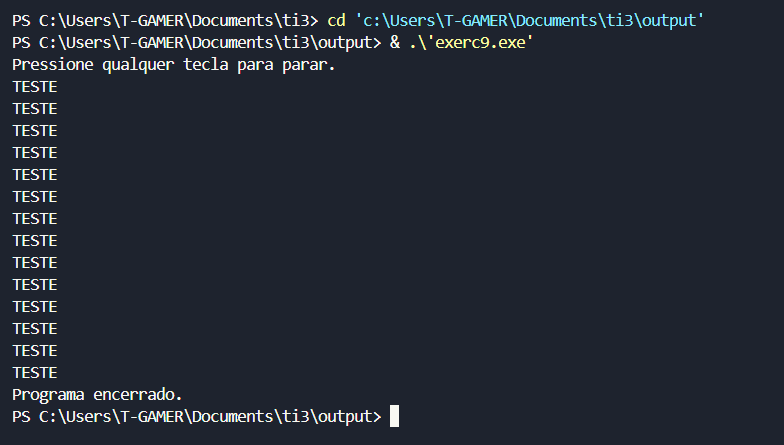 PS C:\Users\T-GAMER\Documents\ti3> cd 'c:\Users\T-GAMER\Documents\ti3\output'
PS C:\Users\T-GAMER\Documents\ti3\output> & .\'exerc9.exe'
Pressione qualquer tecla para parar.
TESTE
TESTE
TESTE
TESTE
TESTE
TESTE
TESTE
TESTE
TESTE
TESTE
TESTE
TESTE
TESTE
TESTE
Programa encerrado.
PS C:\Users\T-GAMER\Documents\ti3\output>